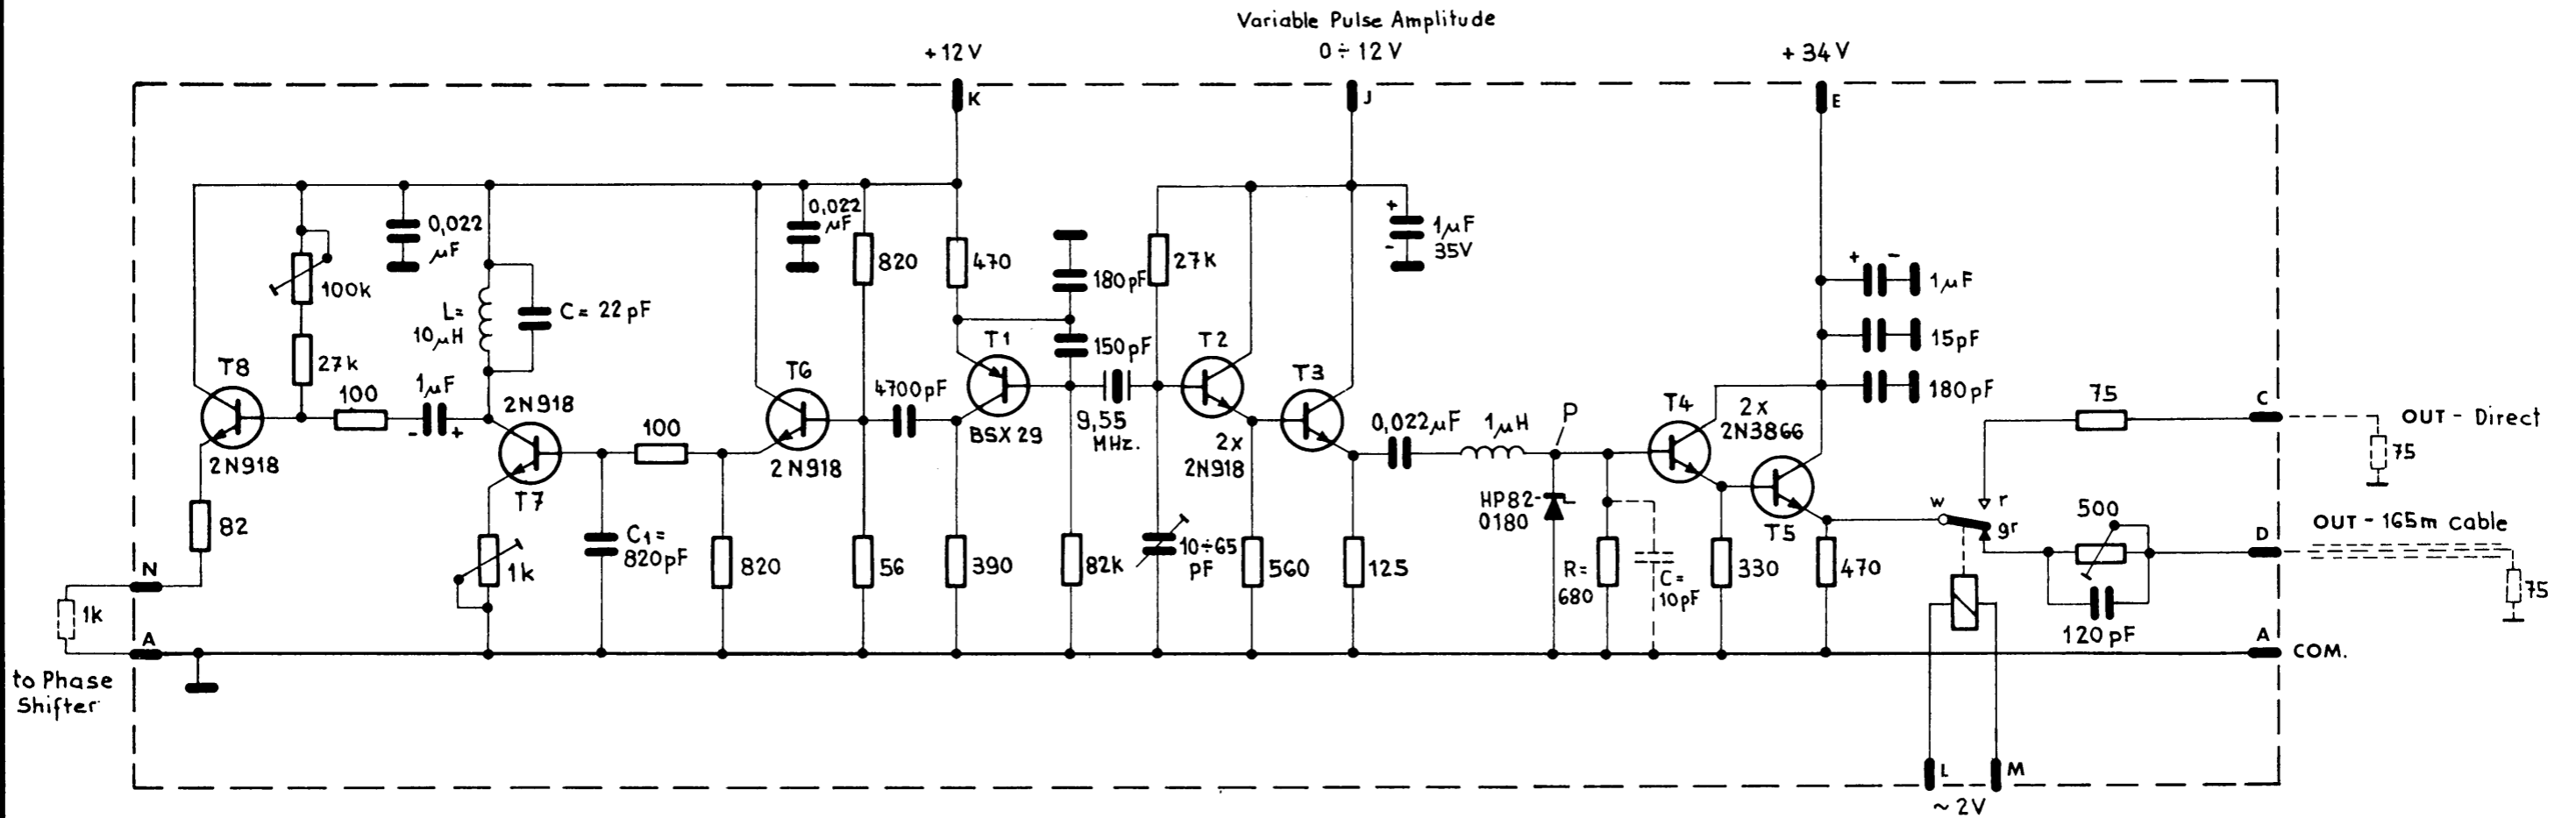 Variable Pulse Amplitude
0÷12V
+12V
+34V
K
J
E
0,022
μF
100k
27k
T8
2N918
82
N
1k
A
to Phase
Shifter
100
1μF
- +
L=
10μH
C= 22pF
2N918
T7
1k
C1=
820pF
100
820
T6
2N918
0,022
μF
820
56
4700pF
470
T1
BSX29
390
180pF
150pF
9,55
MHz.
82k
27K
10÷65
pF
T2
2x
2N918
560
T3
125
+
-
1μF
35V
0,022μF
1μH
P
HP82-
0180
R=
680
C=
10pF
T4
2x
2N3866
330
T5
470
+ -
1μF
15pF
180pF
w
r
gr
75
C
OUT - Direct
75
500
120pF
D
OUT - 165m cable
75
A
COM.
L
M
~2V